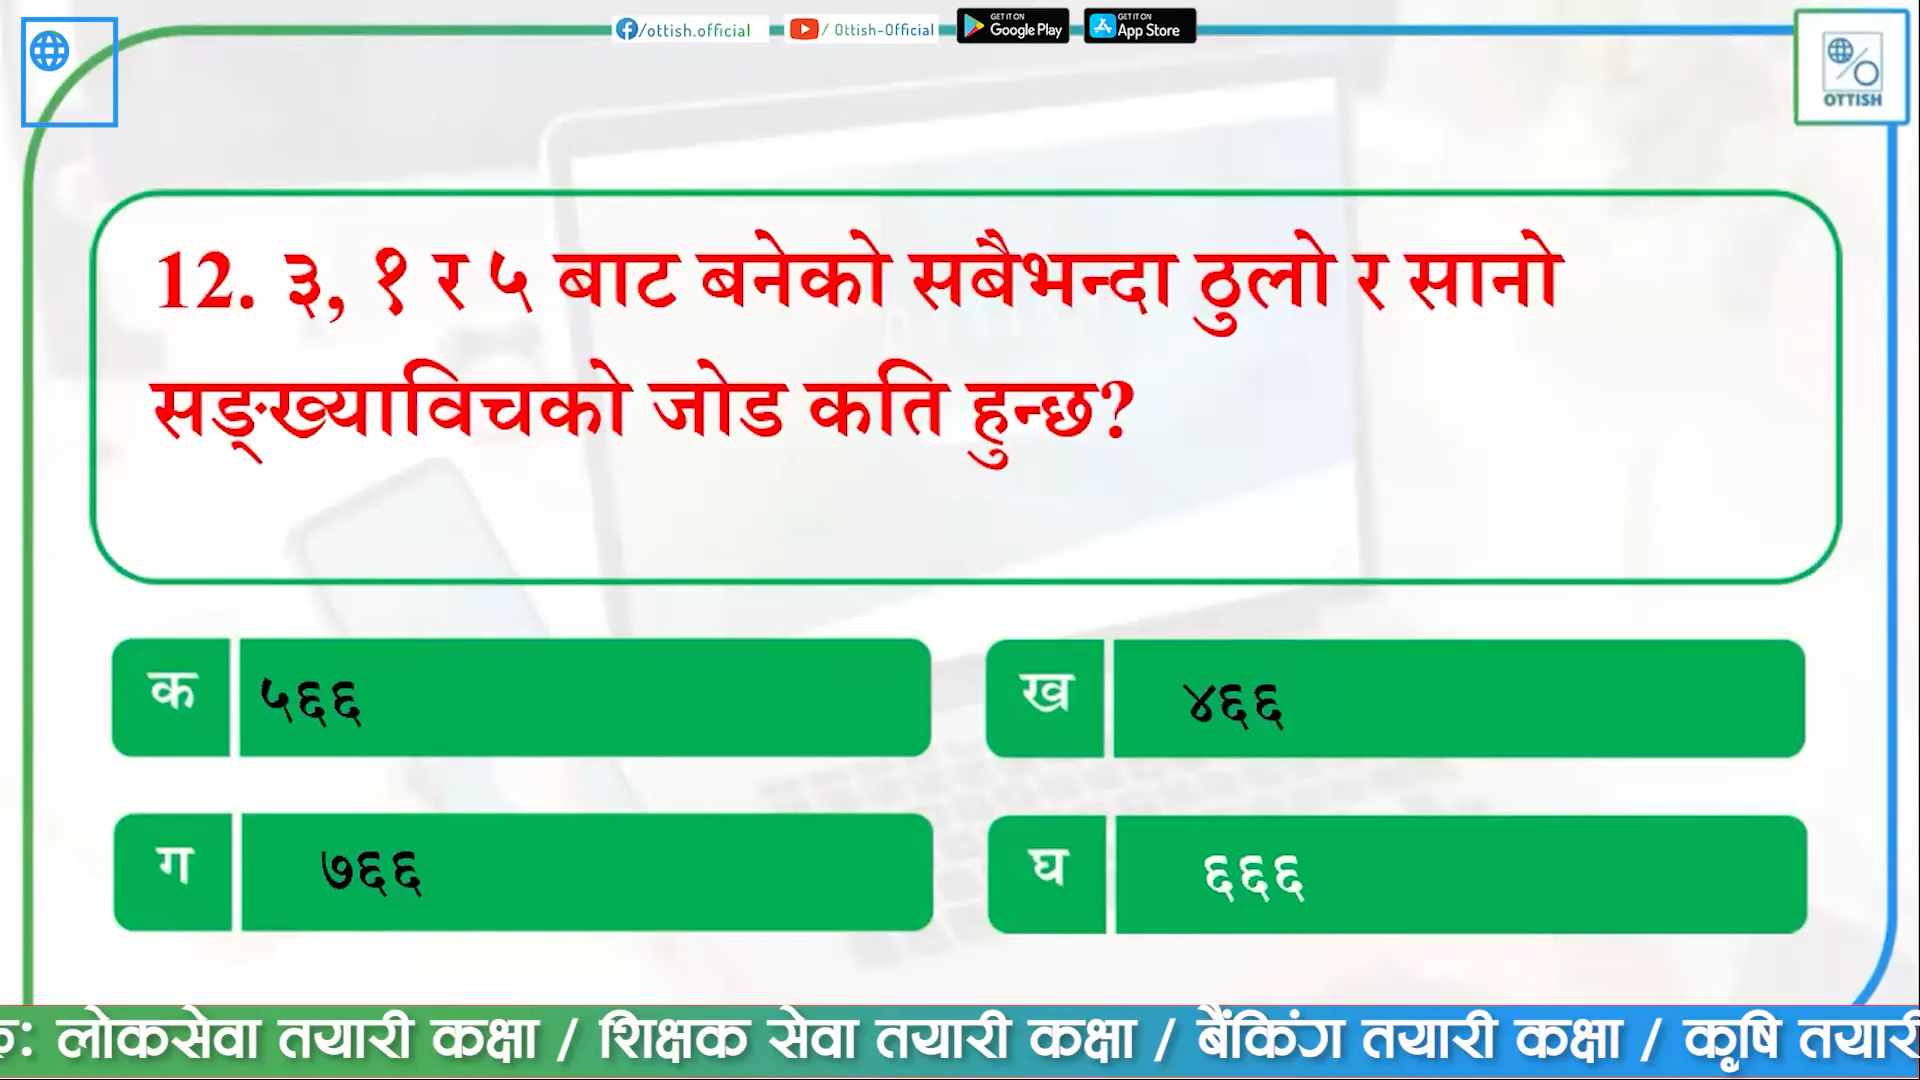 /ottish.official
/ Ottish-Official
GET IT ON
Google Play
GET IT ON
App Store
OTTISH
12. ३, १ र ५ बाट बनेको सबैभन्दा ठुलो र सानो
सङ्ख्याविचको जोड कति हुन्छ?
क ५६६
ख ४६६
ग ७६६
घ ६६६
लोकसेवा तयारी कक्षा / शिक्षक सेवा तयारी कक्षा / बैंकिंग तयारी कक्षा / कृषि